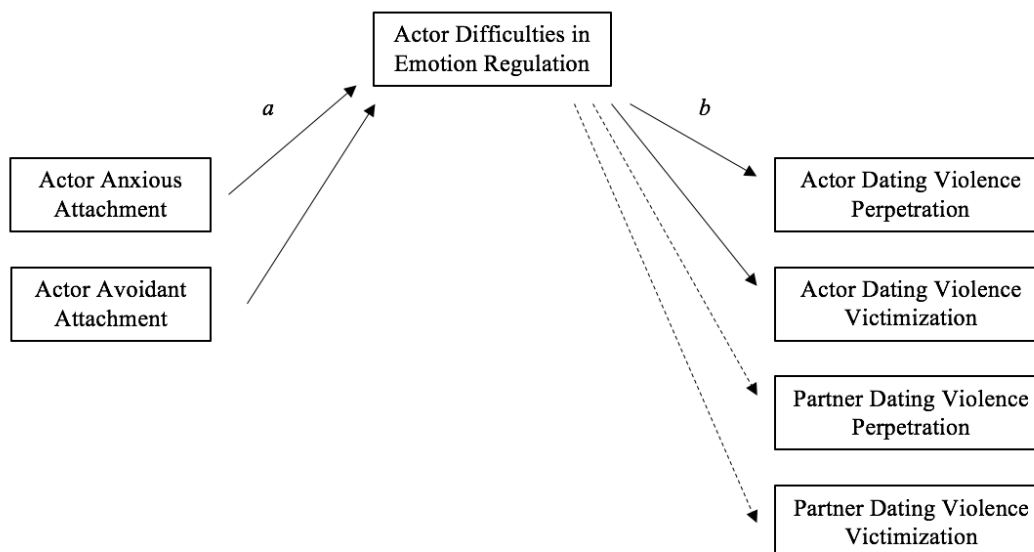 Actor Difficulties in
Emotion Regulation
a
b
Actor Anxious
Attachment
Actor Avoidant
Attachment
Actor Dating Violence
Perpetration
Actor Dating Violence
Victimization
Partner Dating Violence
Perpetration
Partner Dating Violence
Victimization